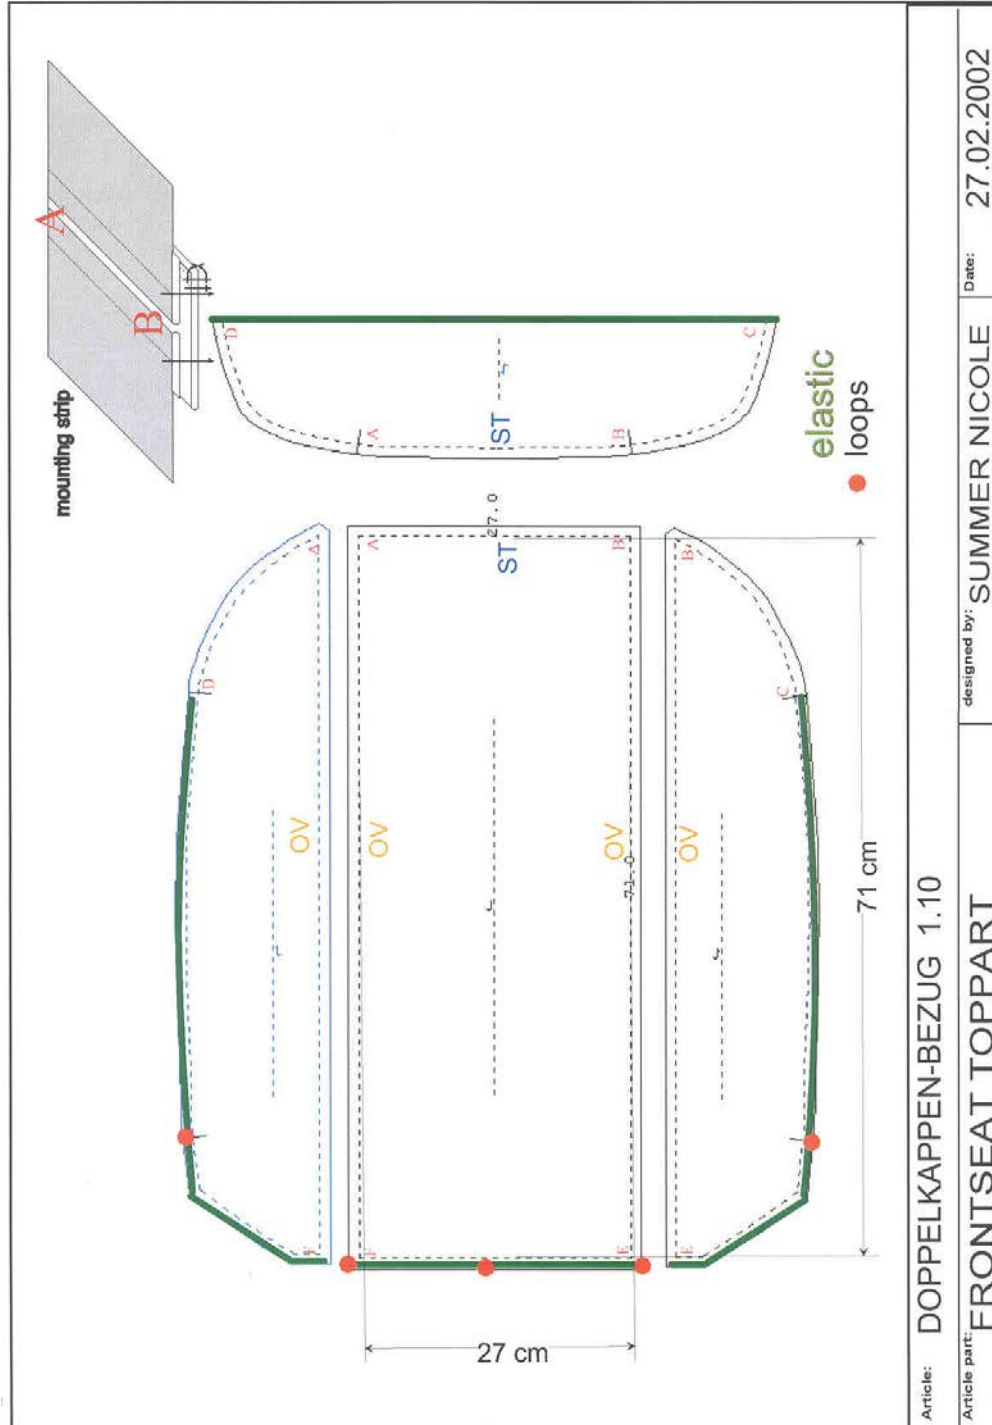 mounting strip
A
B
D
ST
A
B
C
elastic
loops
A
D
OV
F
A
27.0
ST
B
OV
OV
71.0
F
E
B
C
OV
E
71 cm
27 cm
Article: DOPPELKAPPEN-BEZUG 1.10
Article part: FRONTSEAT TOPPART
designed by: SUMMER NICOLE
Date: 27.02.2002